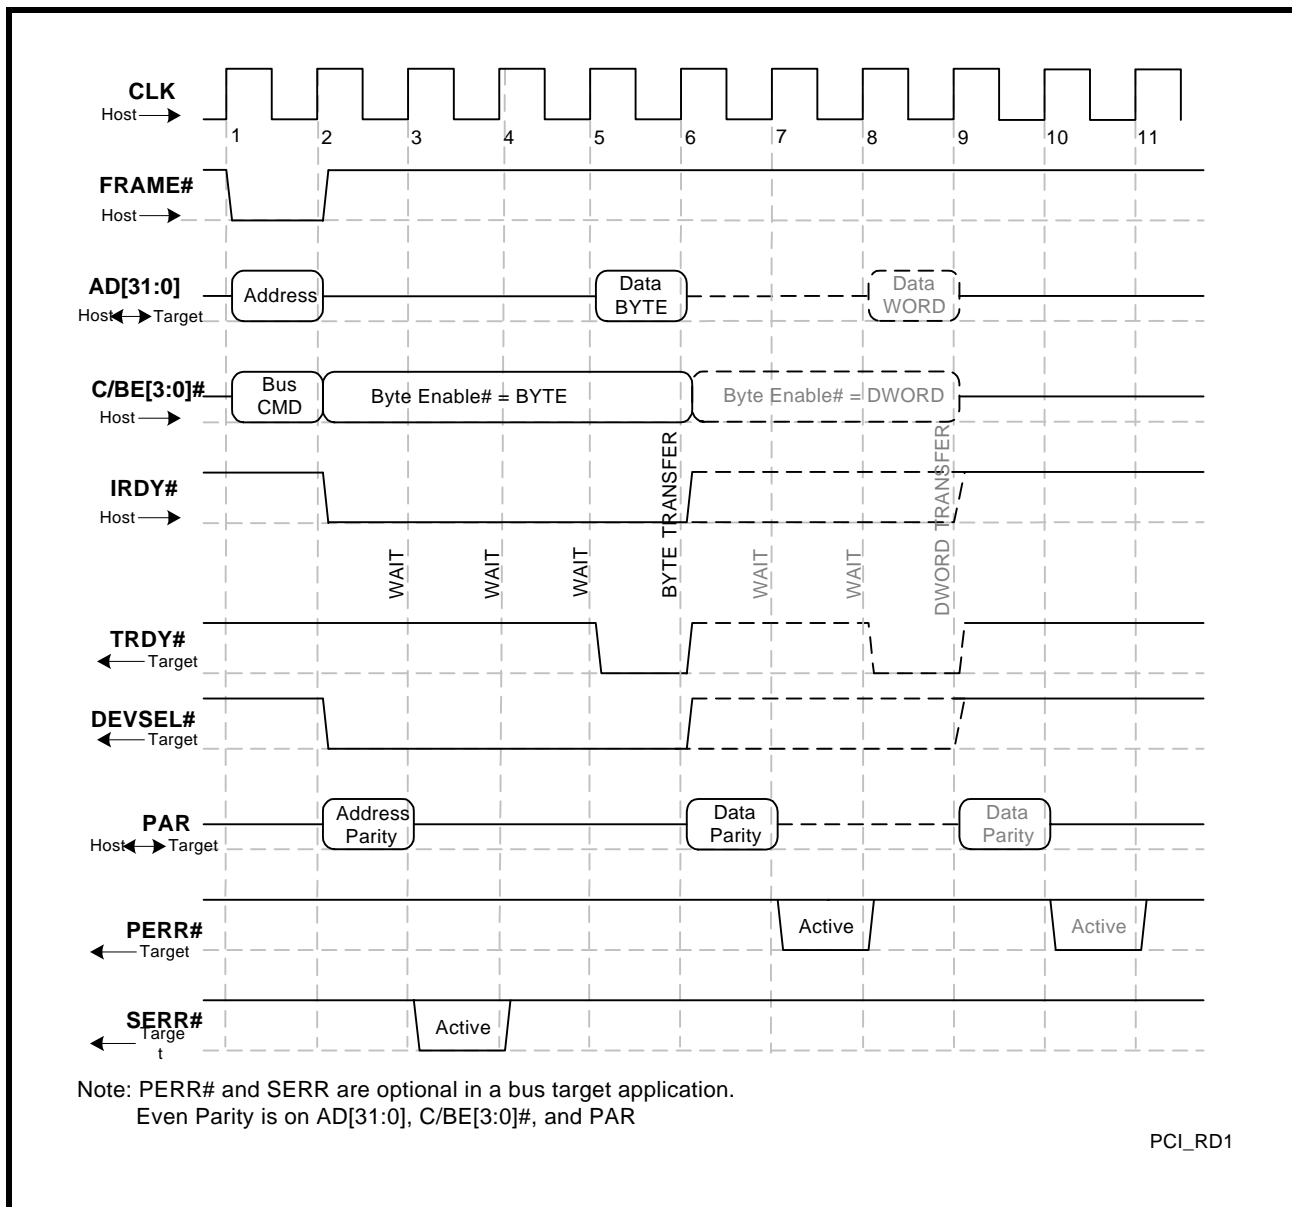 CLK
Host
1 2 3 4 5 6 7 8 9 10 11
FRAME#
Host
AD[31:0]
Host Target
Address
Data
BYTE
Data
WORD
C/BE[3:0]#
Host
Bus
CMD
Byte Enable# = BYTE
Byte Enable# = DWORD
IRDY#
Host
WAIT
WAIT
WAIT
BYTE TRANSFER
WAIT
WAIT
DWORD TRANSFER
TRDY#
Target
DEVSEL#
Target
PAR
Host Target
Address
Parity
Data
Parity
Data
Parity
PERR#
Target
Active
Active
SERR#
Targe
t
Active
Note: PERR# and SERR are optional in a bus target application.
Even Parity is on AD[31:0], C/BE[3:0]#, and PAR
PCI_RD1